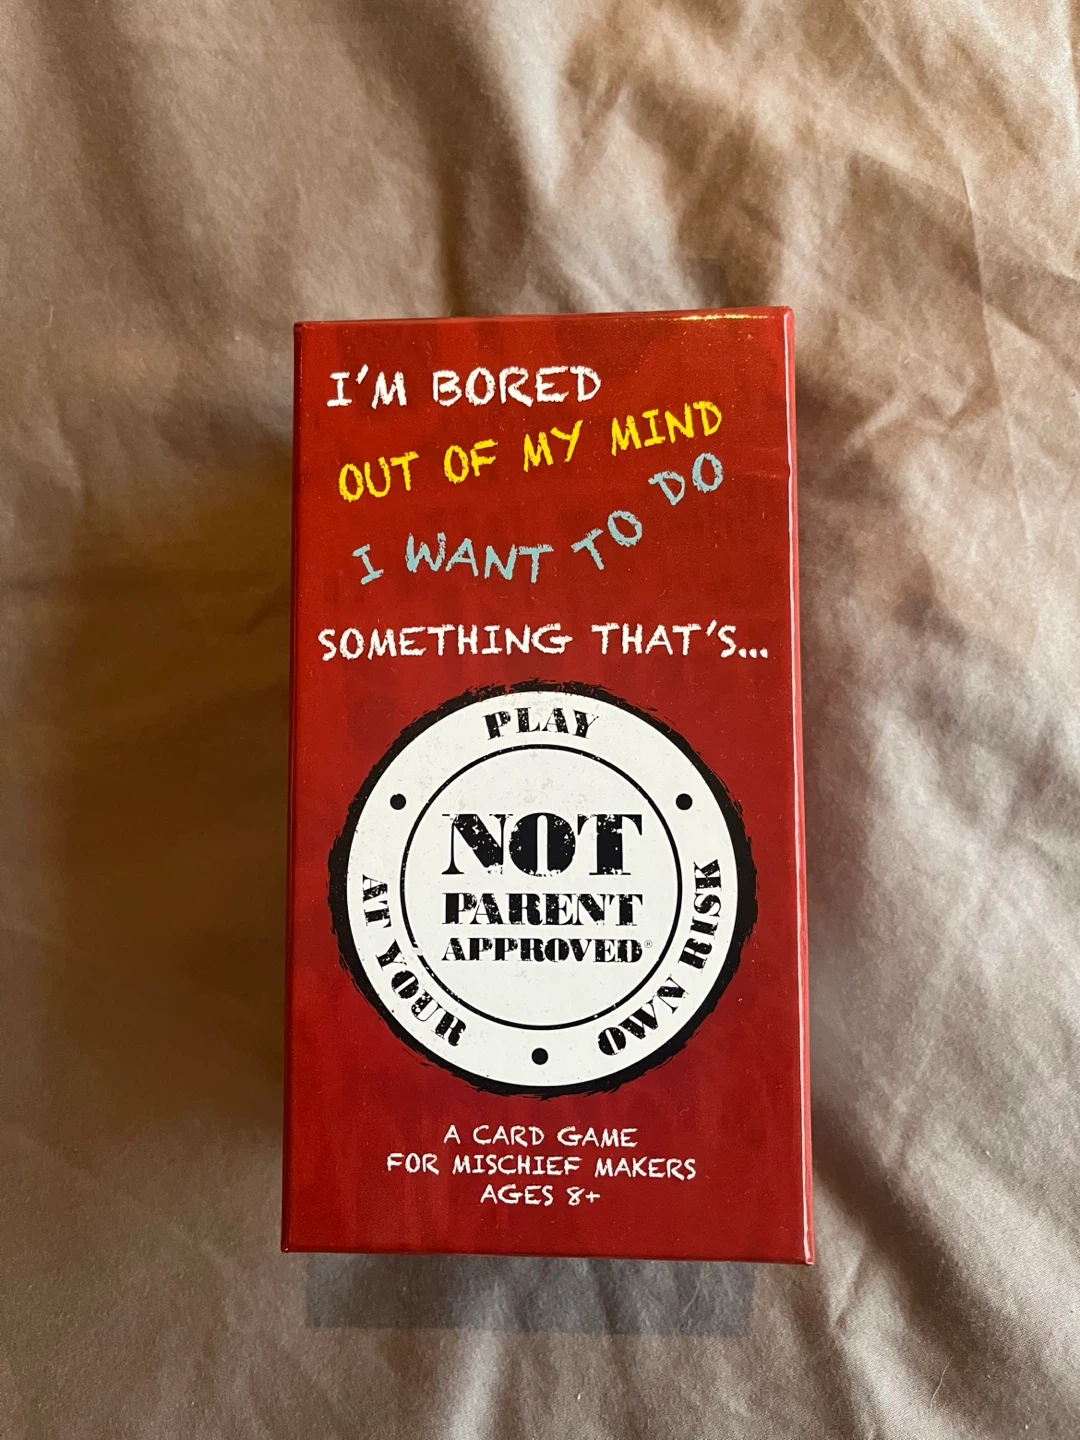 I'M BORED
OUT OF MY MIND
I WANT TO DO
SOMETHING THAT'S...
PLAY
AT YOUR
OWN RISK
NOT
PARENT
APPROVED®
A CARD GAME
FOR MISCHIEF MAKERS
AGES 8+